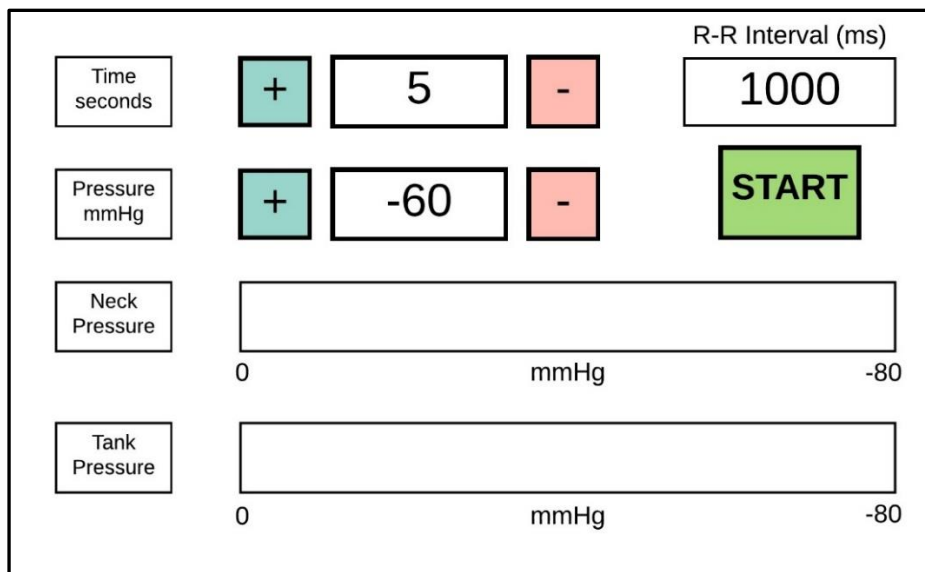 R-R Interval (ms)
Time
seconds
+
5
-
1000
Pressure
mmHg
+
-60
-
START
Neck
Pressure
0
mmHg
-80
Tank
Pressure
0
mmHg
-80